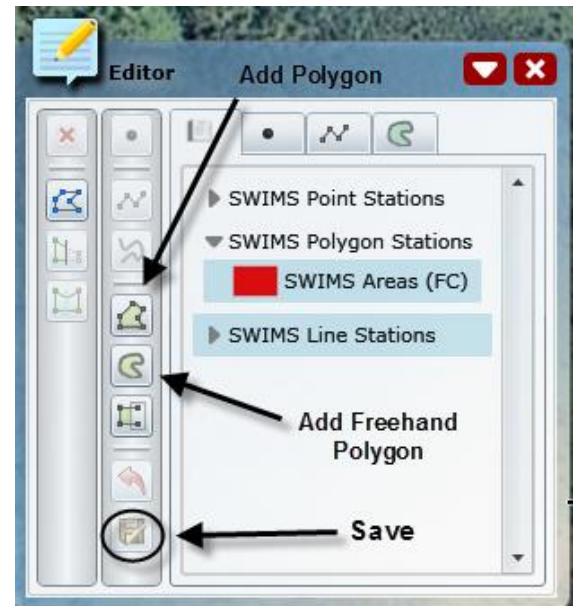 Editor
Add Polygon
SWIMS Point Stations
SWIMS Polygon Stations
SWIMS Areas (FC)
SWIMS Line Stations
Add Freehand
Polygon
Save